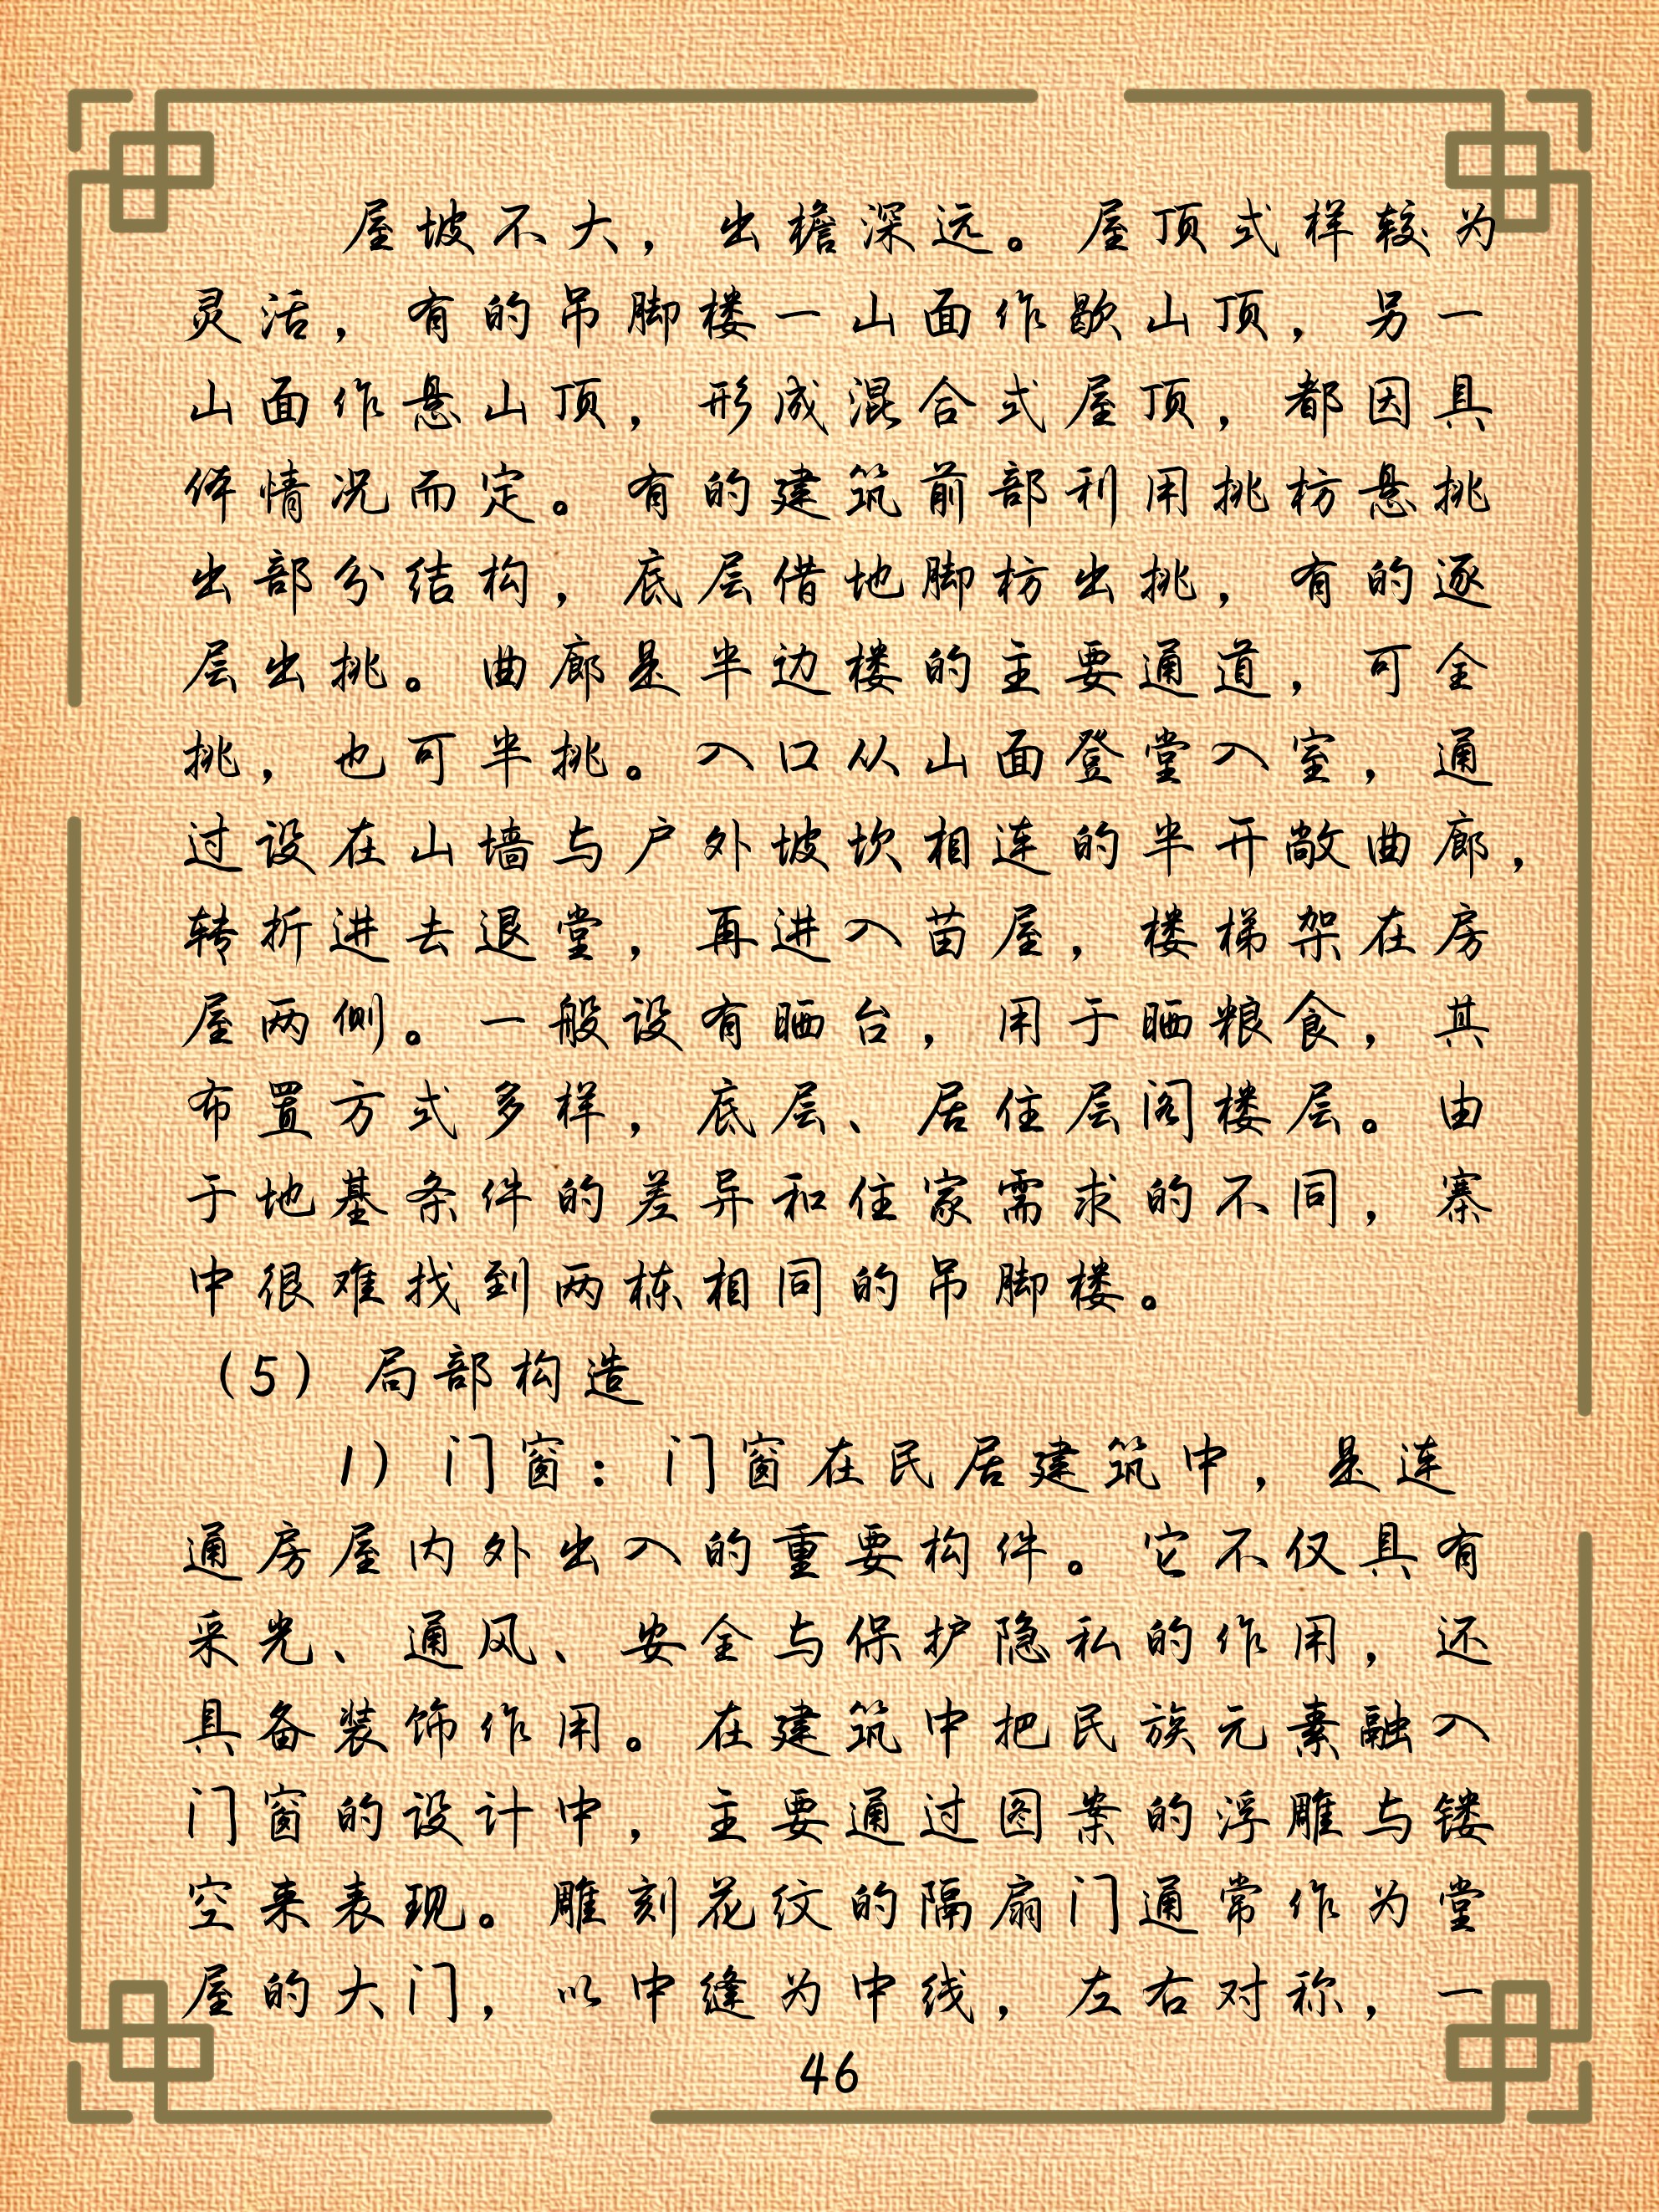 屋坡不大，出檐深远。屋顶式样较为
灵活，有的吊脚楼一山面作歇山顶，另一
山面作悬山顶，形成混合式屋顶，都因具
体情况而定。有的建筑前部利用挑枋悬挑
出部分结构，底层借地脚枋出挑，有的逐
层出挑。曲廊是半边楼的主要通道，可全
挑，也可半挑。入口从山面登堂入室，通
过设在山墙与户外坡坎相连的半开敞曲廊，
转折进去退堂，再进入苗屋，楼梯架在房
屋两侧。一般设有晒台，用于晒粮食，其
布置方式多样，底层、居住层阁楼层。由
于地基条件的差异和住家需求的不同，寨
中很难找到两栋相同的吊脚楼。
（5）局部构造
1）门窗：门窗在民居建筑中，是连
通房屋内外出入的重要构件。它不仅具有
采光、通风、安全与保护隐私的作用，还
具备装饰作用。在建筑中把民族元素融入
门窗的设计中，主要通过图案的浮雕与镂
空来表现。雕刻花纹的隔扇门通常作为堂
屋的大门，以中缝为中线，左右对称，一
46